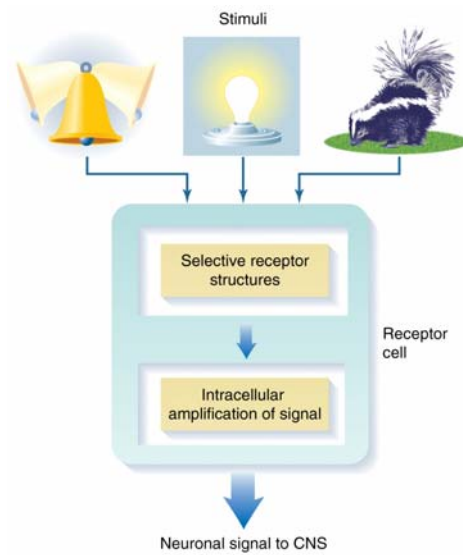 Stimuli
Selective receptor
structures
Receptor
cell
Intracellular
amplification of signal
Neuronal signal to CNS